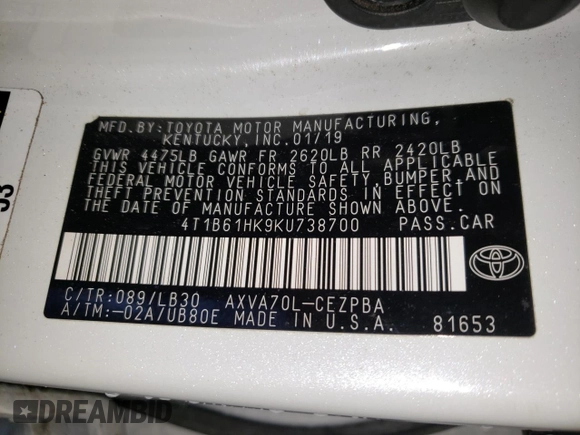 MFD. BY: TOYOTA MOTOR MANUFACTURING,
KENTUCKY, INC. 01/19
GVWR 4475LB GAWR FR 2620LB RR 2420LB
THIS VEHICLE CONFORMS TO ALL APPLICABLE
FEDERAL MOTOR VEHICLE SAFETY, BUMPER, AND
THEFT PREVENTION STANDARDS IN EFFECT ON
THE DATE OF MANUFACTURE SHOWN ABOVE.
4T1B61HK9KU738700 PASS. CAR
C/TR: 089/LB30 AXVA70L-CEZPBA
A/TM: -02A/UB80E MADE IN U.S.A. 81653
53
DREAMBID